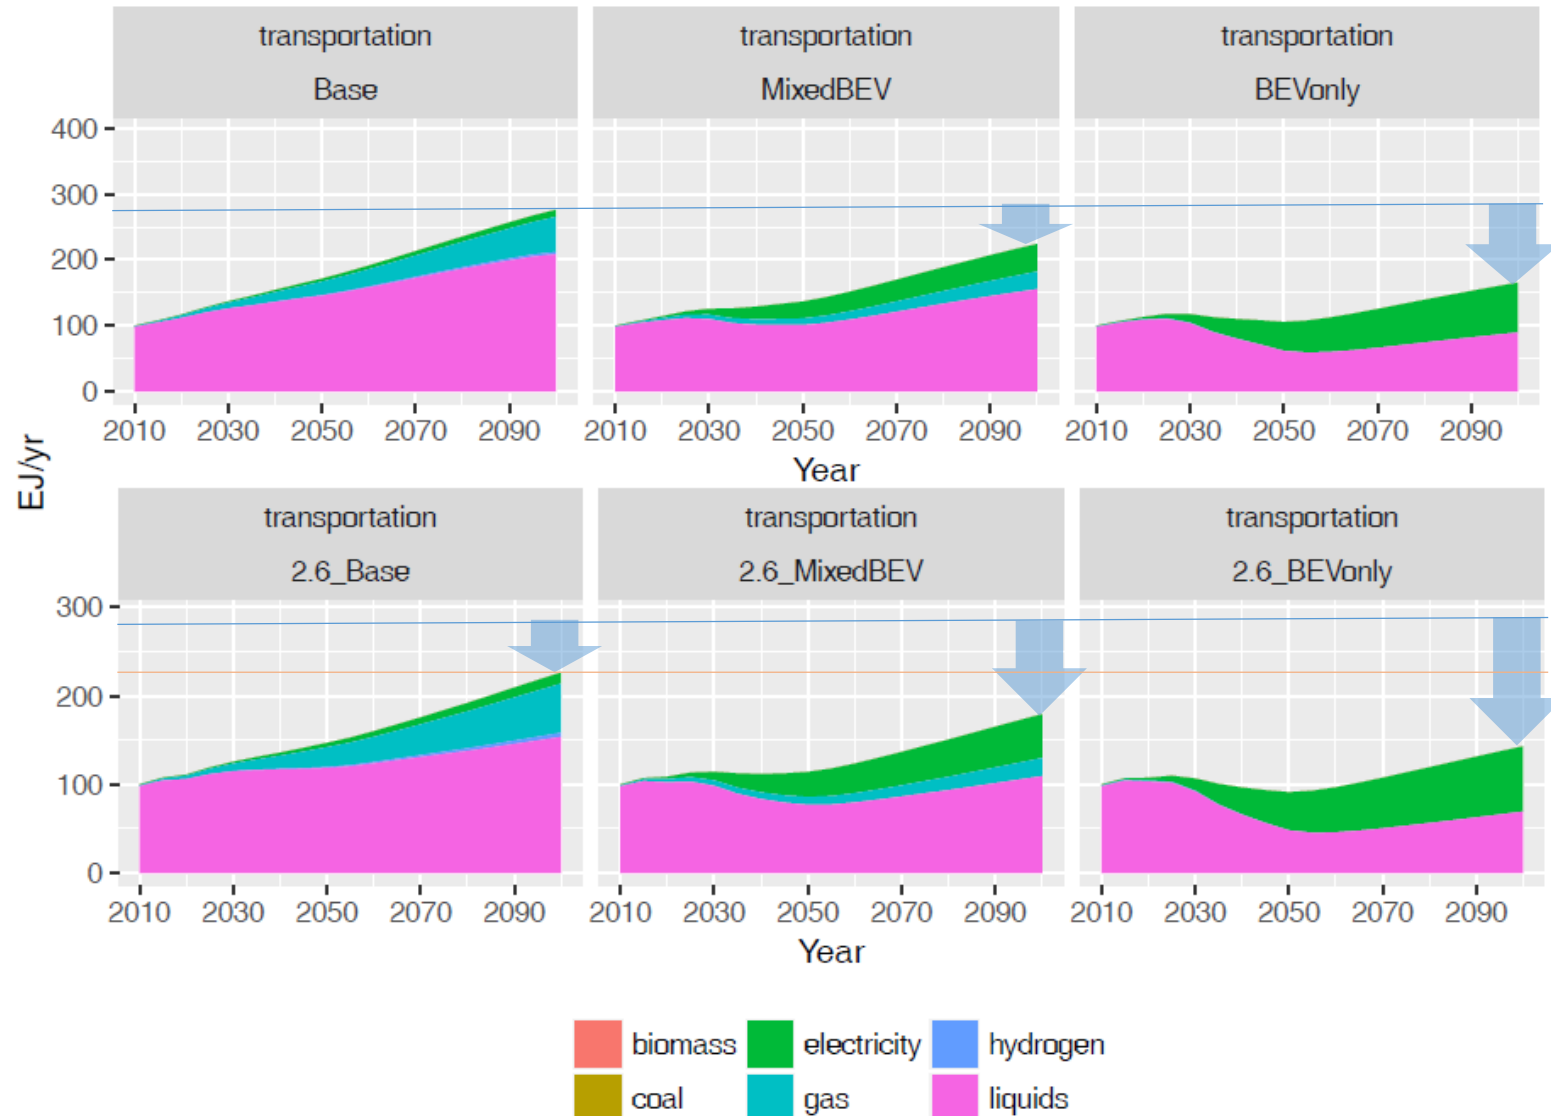 transportation transportation transportation
Base MixedBEV BEVonly
400
300
200
100
0
2010 2030 2050 2070 2090 2010 2030 2050 2070 2090 2010 2030 2050 2070 2090
Year
EJ/yr
transportation transportation transportation
2.6_Base 2.6_MixedBEV 2.6_BEVonly
300
200
100
0
2010 2030 2050 2070 2090 2010 2030 2050 2070 2090 2010 2030 2050 2070 2090
Year
biomass electricity hydrogen
coal gas liquids